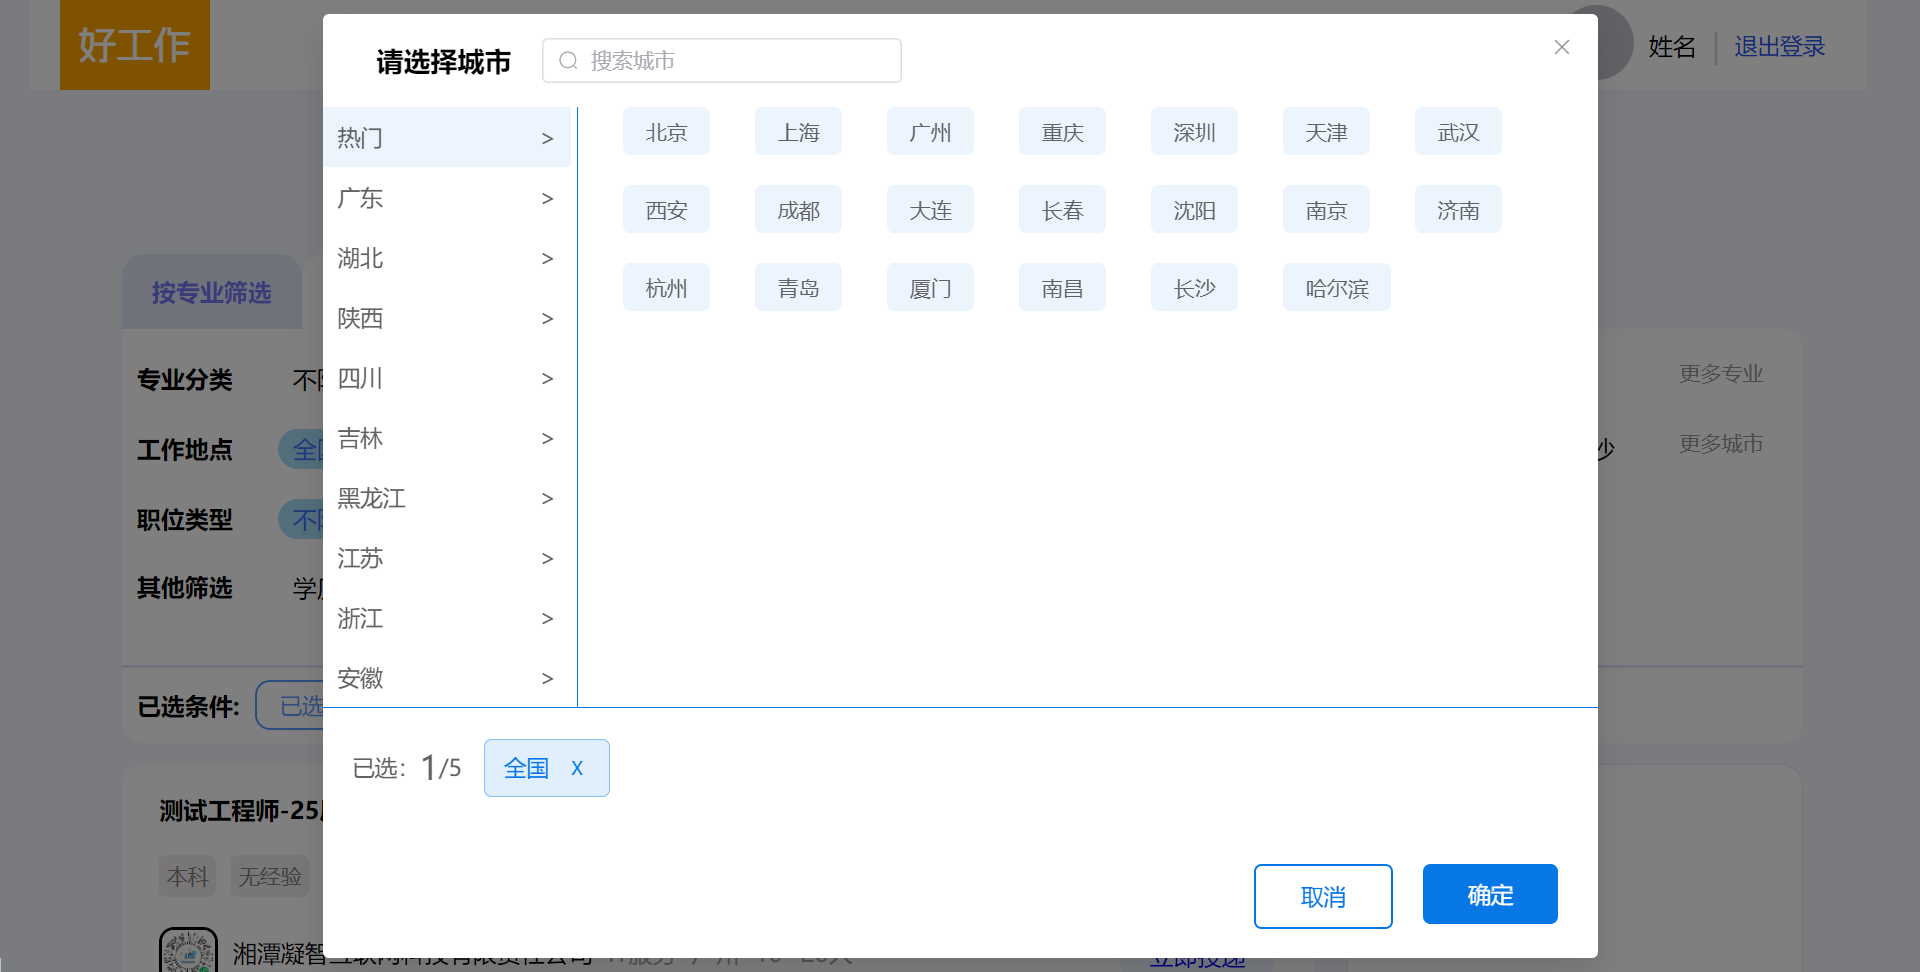 好工作
姓名 | 退出登录
请选择城市
搜索城市
热门 >
广东 >
湖北 >
陕西 >
四川 >
吉林 >
黑龙江 >
江苏 >
浙江 >
安徽 >
北京 上海 广州 重庆 深圳 天津 武汉
西安 成都 大连 长春 沈阳 南京 济南
杭州 青岛 厦门 南昌 长沙 哈尔滨
已选：1/5 全国 X
取消 确定
按专业筛选
专业分类 不 更多专业
工作地点 全 沙 更多城市
职位类型 不
其他筛选 学
已选条件: 已选
测试工程师-25
本科 无经验
湘潭凝智
立即投递